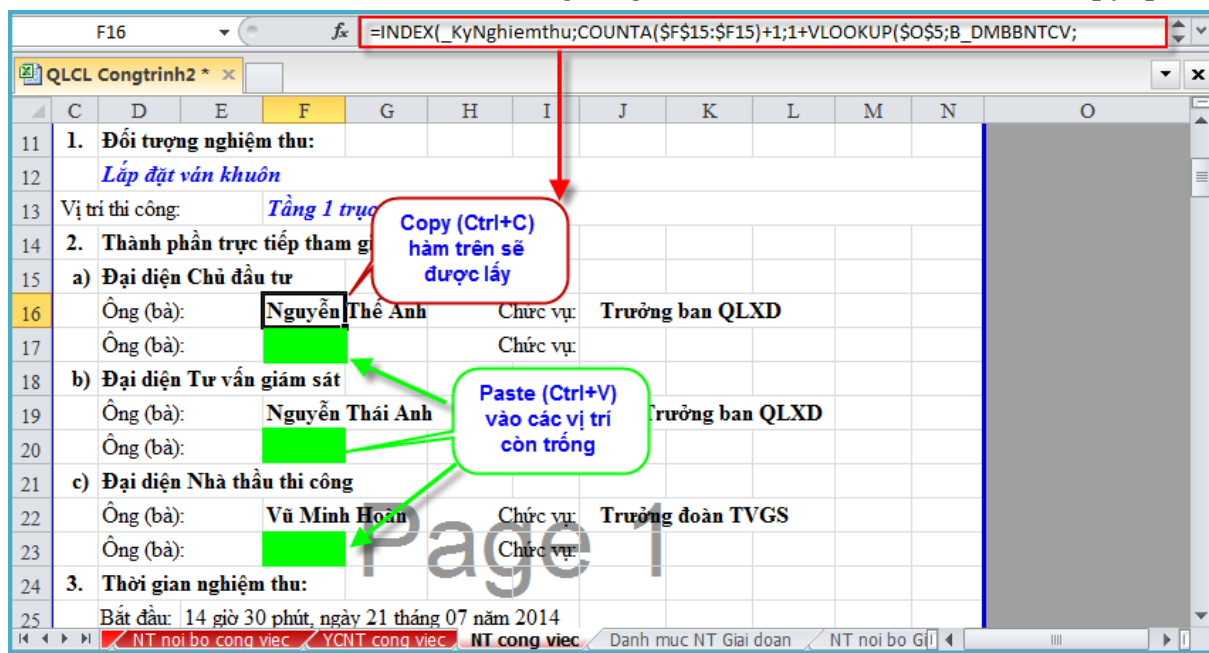 F16 fx =INDEX(_KyNghiemthu;COUNTA($F$15:$F15)+1;1+VLOOKUP($O$5;B_DMBBNTCV;
QLCL Congtrinh2 * x
C D E F G H I J K L M N O
11 1. Đối tượng nghiệm thu:
12 Lắp đặt ván khuôn
13 Vị trí thi công: Tầng 1
Copy (Ctrl+C)
hàm trên sẽ
được lấy
14 2. Thành phần trực tiếp tham
15 a) Đại diện Chủ đầu tư
16 Ông (bà): Nguyễn Thế Anh Chức vụ: Trưởng ban QLXD
17 Ông (bà): Chức vụ:
18 b) Đại diện Tư vấn giám sát
Paste (Ctrl+V)
vào các vị trí
còn trống
19 Ông (bà): Nguyễn Thái Anh Trưởng ban QLXD
20 Ông (bà):
21 c) Đại diện Nhà thầu thi công
22 Ông (bà): Vũ Minh Hoàn Chức vụ: Trưởng đoàn TVGS
23 Ông (bà): Chức vụ:
Page 1
24 3. Thời gian nghiệm thu:
25 Bắt đầu: 14 giờ 30 phút, ngày 21 tháng 07 năm 2014
NT noi bo cong viec YCNT cong viec NT cong viec Danh muc NT Giai doan NT noi bo